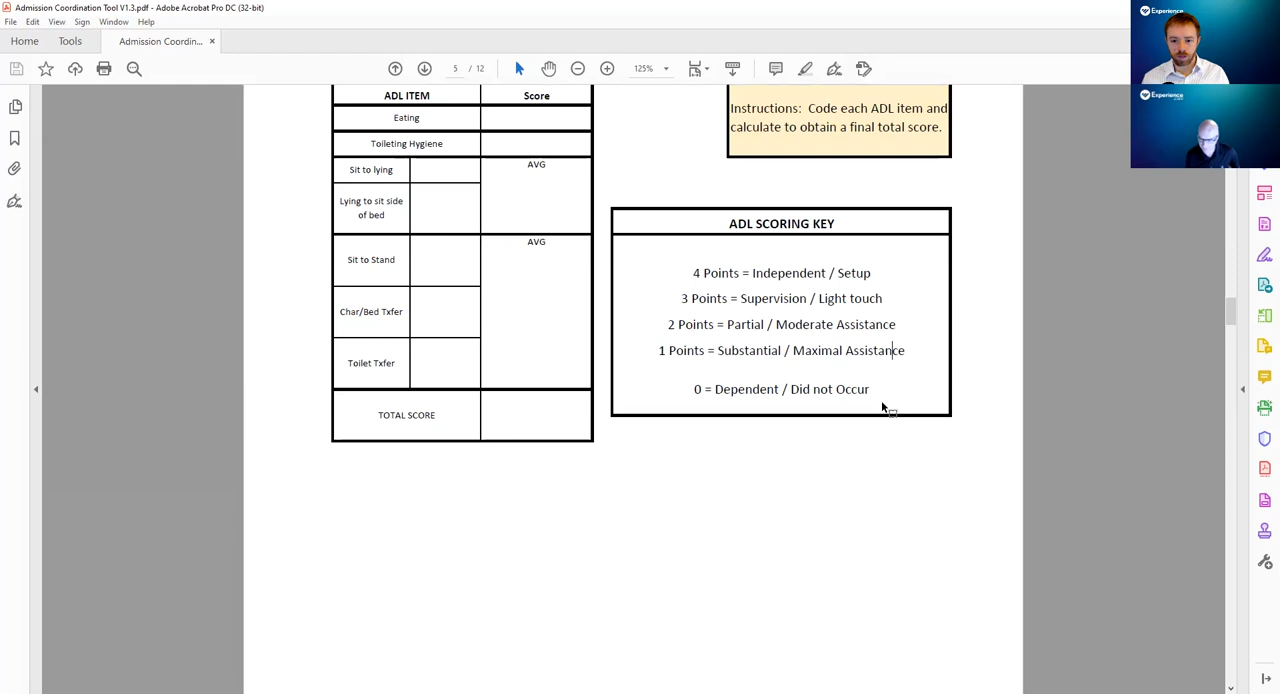 Admission Coordination Tool V1.3.pdf - Adobe Acrobat Pro DC (32-bit)
File Edit View Sign Window Help
Home Tools Admission Coordin... ×
5 / 12 125%
Experience
Experience
ADL ITEM Score
Eating
Toileting Hygiene
Sit to lying AVG
Lying to sit side
of bed
AVG
Sit to Stand
Char/Bed Txfer
Toilet Txfer
TOTAL SCORE
Instructions: Code each ADL item and
calculate to obtain a final total score.
ADL SCORING KEY
4 Points = Independent / Setup
3 Points = Supervision / Light touch
2 Points = Partial / Moderate Assistance
1 Points = Substantial / Maximal Assistance
0 = Dependent / Did not Occur